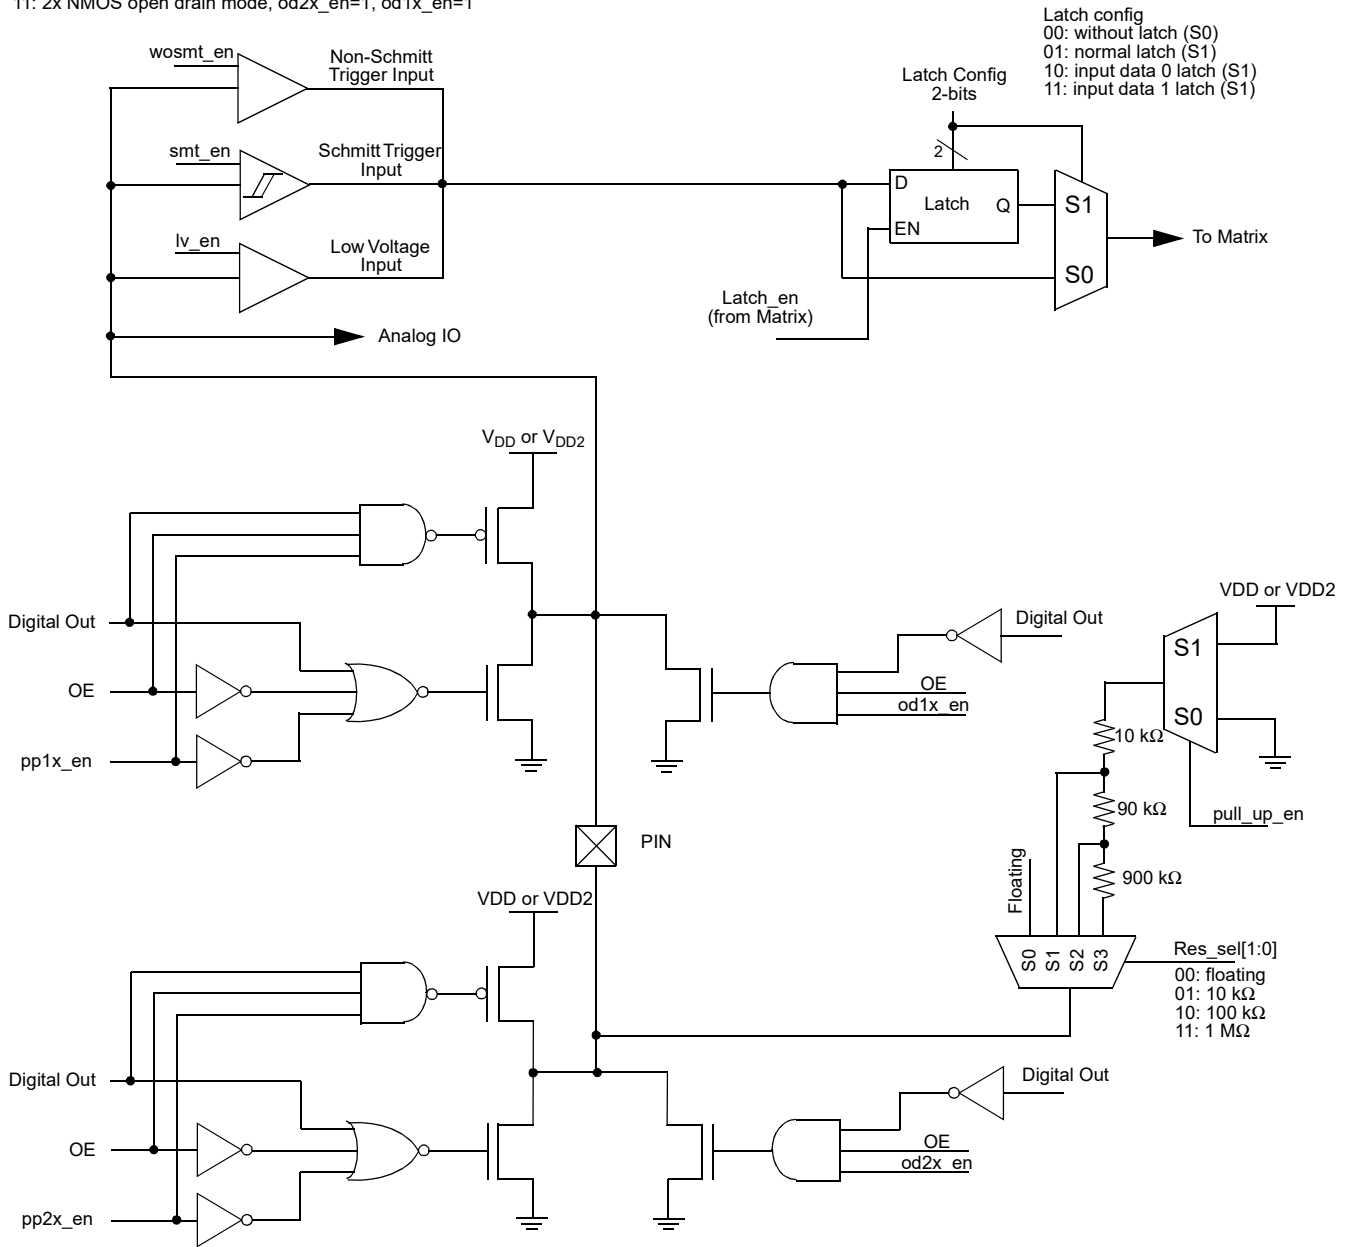 11: 2x NMOS open drain mode, od2x_en=1, od1x_en=1
Latch config
00: without latch (S0)
01: normal latch (S1)
10: input data 0 latch (S1)
11: input data 1 latch (S1)
wosmt_en
Non-Schmitt
Trigger Input
Latch Config
2-bits
smt_en
Schmitt Trigger
Input
2
D
Latch
Q
EN
S1
S0
To Matrix
lv_en
Low Voltage
Input
Latch_en
(from Matrix)
Analog IO
VDD or VDD2
Digital Out
OE
pp1x_en
Digital Out
OE
od1x_en
VDD or VDD2
S1
S0
10 kΩ
90 kΩ
pull_up_en
PIN
Floating
900 kΩ
VDD or VDD2
S0
S1
S2
S3
Res_sel[1:0]
00: floating
01: 10 kΩ
10: 100 kΩ
11: 1 MΩ
Digital Out
OE
pp2x_en
Digital Out
OE
od2x_en